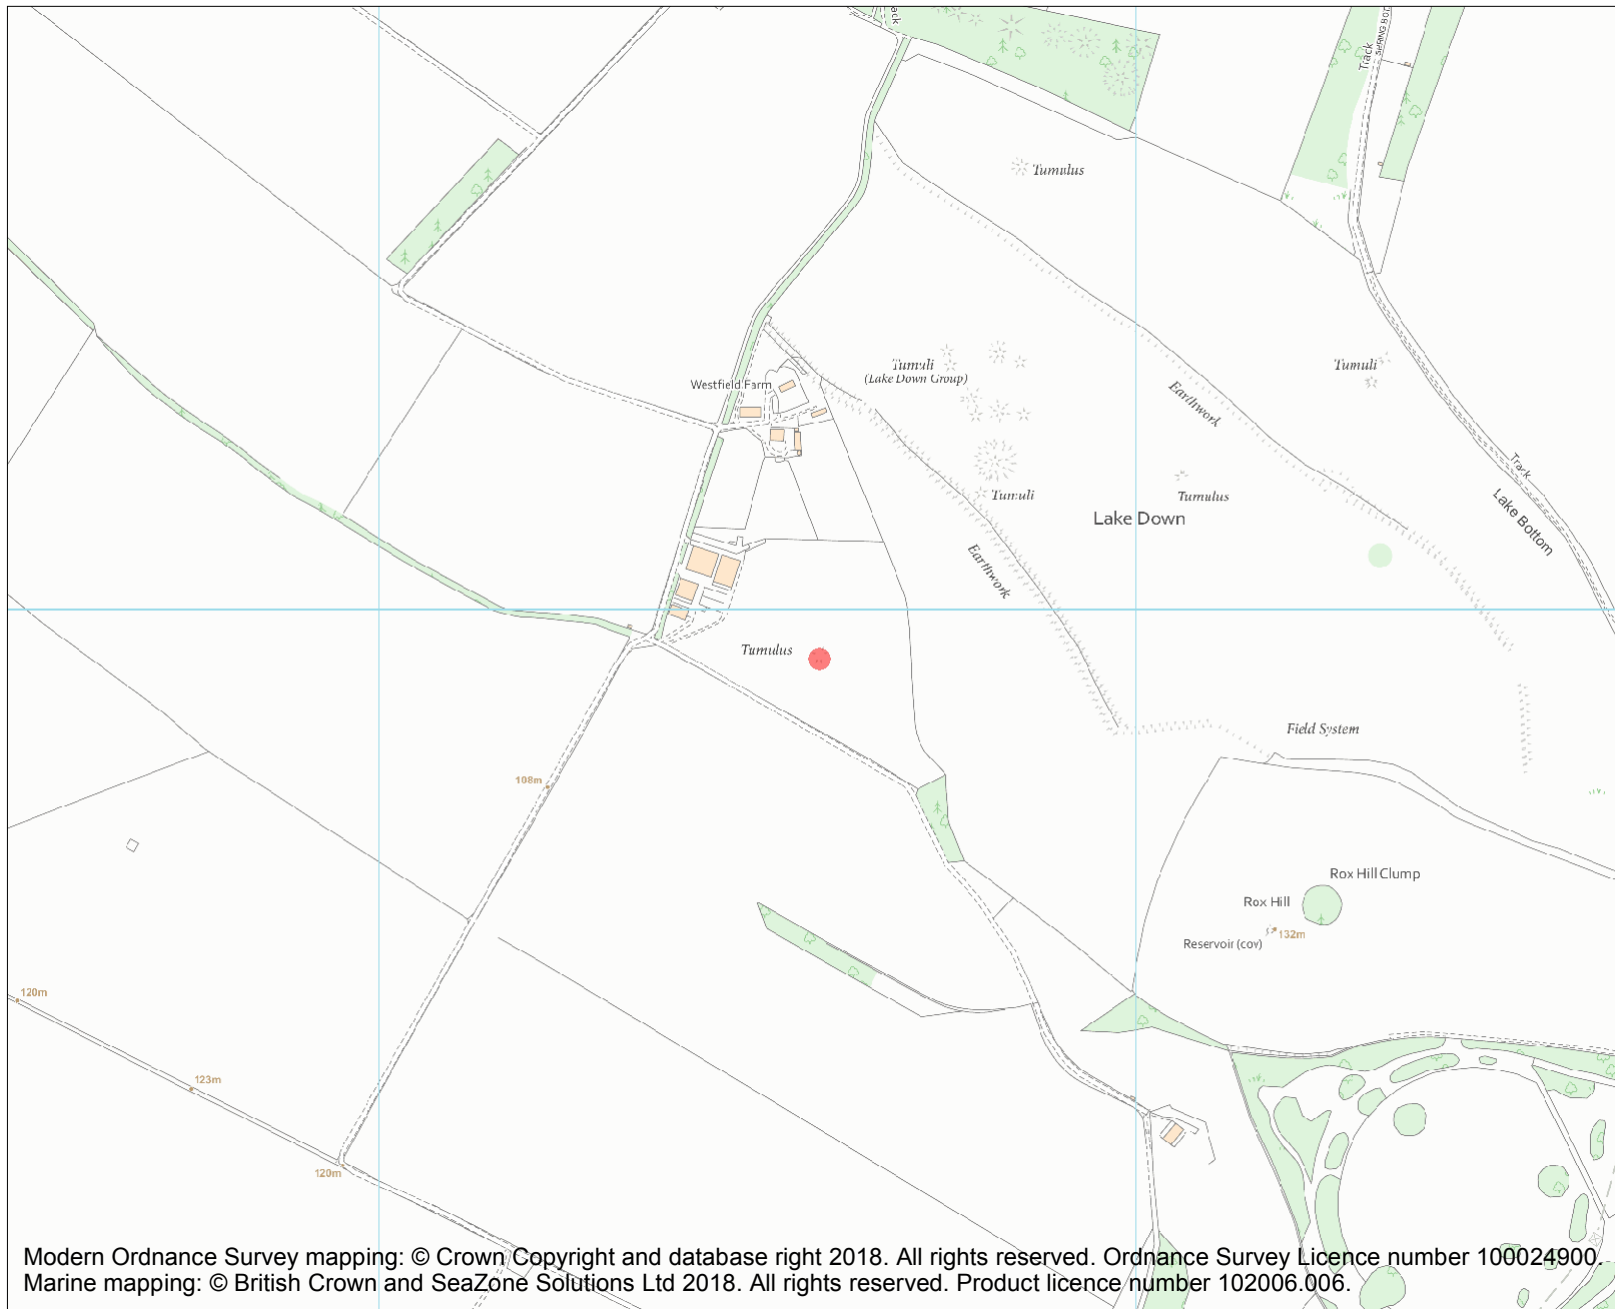 Track
SPRING BOT
Tumulus
Westfield Farm
Tumuli
(Lake Down Group)
Tumuli
Earthwork
Tumuli
Tumulus
Track
Lake Down
Lake Bottom
Earthwork
Tumulus
Field System
108m
Rox Hill Clump
Rox Hill
132m
Reservoir (cov)
120m
123m
120m
Modern Ordnance Survey mapping: © Crown Copyright and database right 2018. All rights reserved. Ordnance Survey Licence number 100024900.
Marine mapping: © British Crown and SeaZone Solutions Ltd 2018. All rights reserved. Product licence number 102006.006.